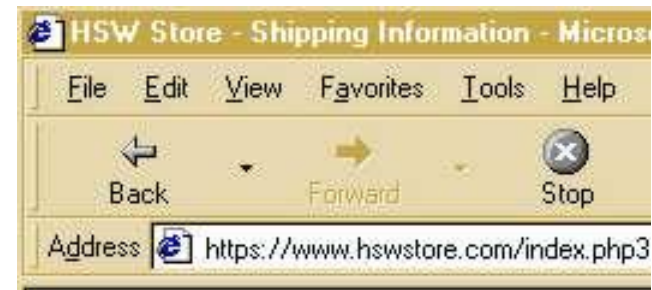 HSW Store - Shipping Information - Micros
File Edit View Favorites Tools Help
Back Forward Stop
Address https://www.hswstore.com/index.php3